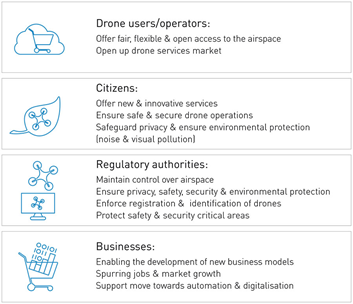 Drone users/operators:
Offer fair, flexible & open access to the airspace
Open up drone services market
Citizens:
Offer new & innovative services
Ensure safe & secure drone operations
Safeguard privacy & ensure environmental protection
(noise & visual pollution)
Regulatory authorities:
Maintain control over airspace
Ensure privacy, safety, security & environmental protection
Enforce registration & identification of drones
Protect safety & security critical areas
Businesses:
Enabling the development of new business models
Spurring jobs & market growth
Support move towards automation & digitalisation